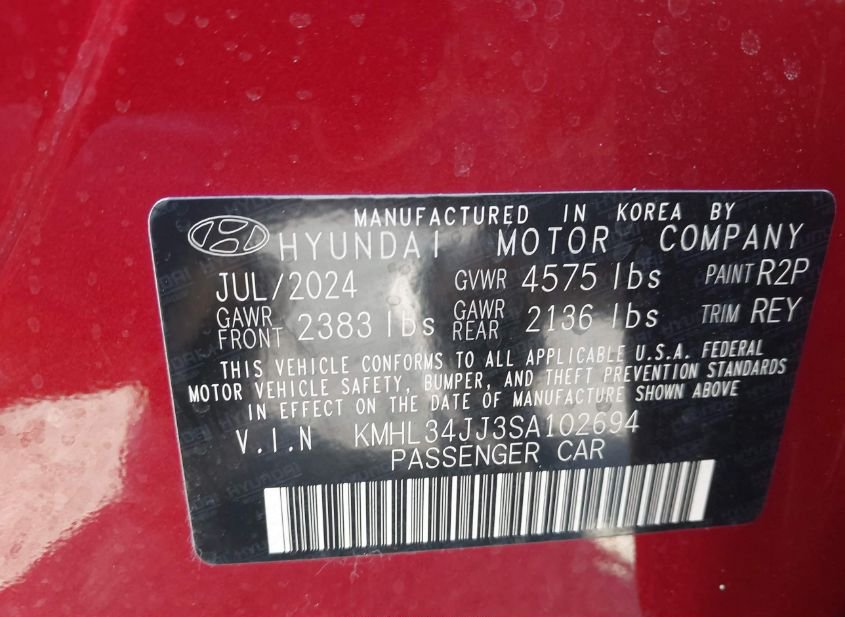 MANUFACTURED IN KOREA BY
HYUNDAI MOTOR COMPANY
JUL/2024 GVWR 4575 lbs PAINT R2P
GAWR FRONT 2383 lbs GAWR REAR 2136 lbs TRIM REY
THIS VEHICLE CONFORMS TO ALL APPLICABLE U.S.A. FEDERAL
MOTOR VEHICLE SAFETY, BUMPER, AND THEFT PREVENTION STANDARDS
IN EFFECT ON THE DATE OF MANUFACTURE SHOWN ABOVE
V.I.N KMHL34JJ3SA102694
PASSENGER CAR